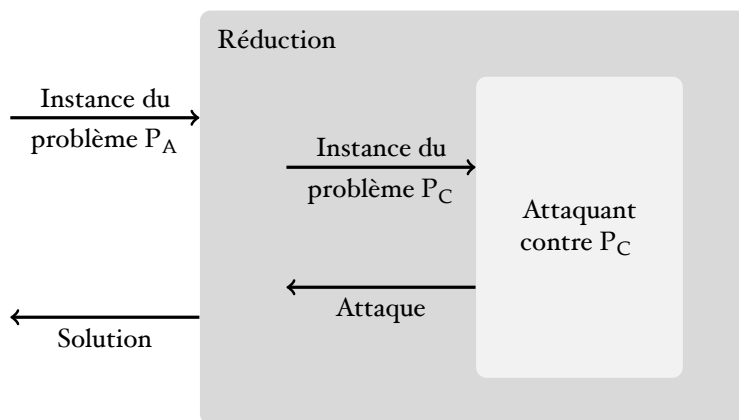 Réduction
Instance du
problème P_A
Instance du
problème P_C
Attaquant
contre P_C
Attaque
Solution